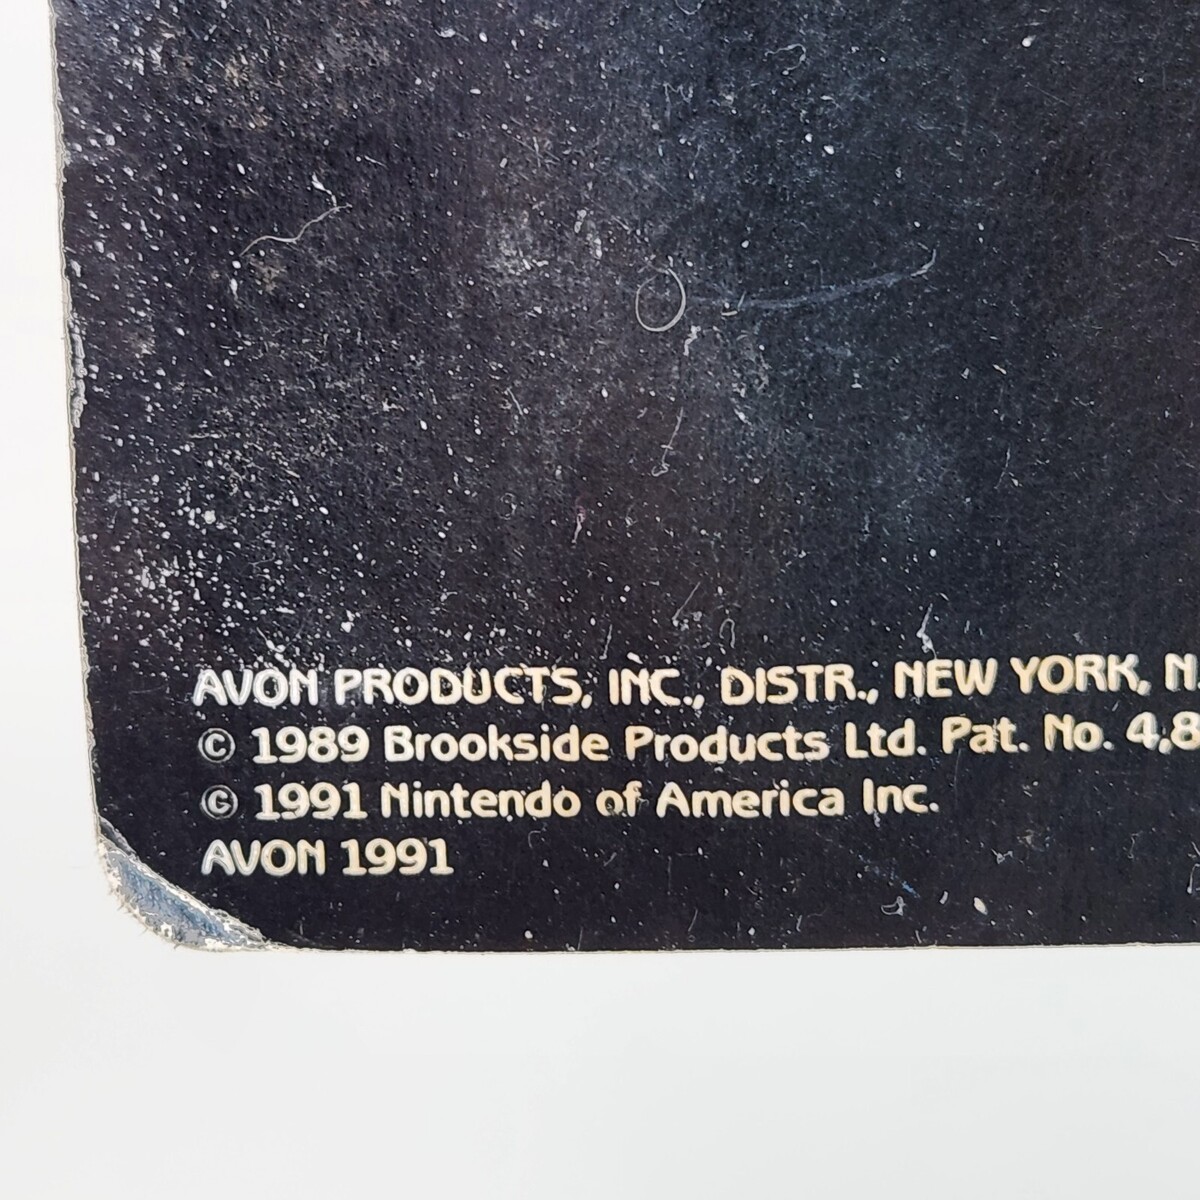 AVON PRODUCTS, INC., DISTR., NEW YORK, N.
© 1989 Brookside Products Ltd. Pat. No. 4,8
© 1991 Nintendo of America Inc.
AVON 1991